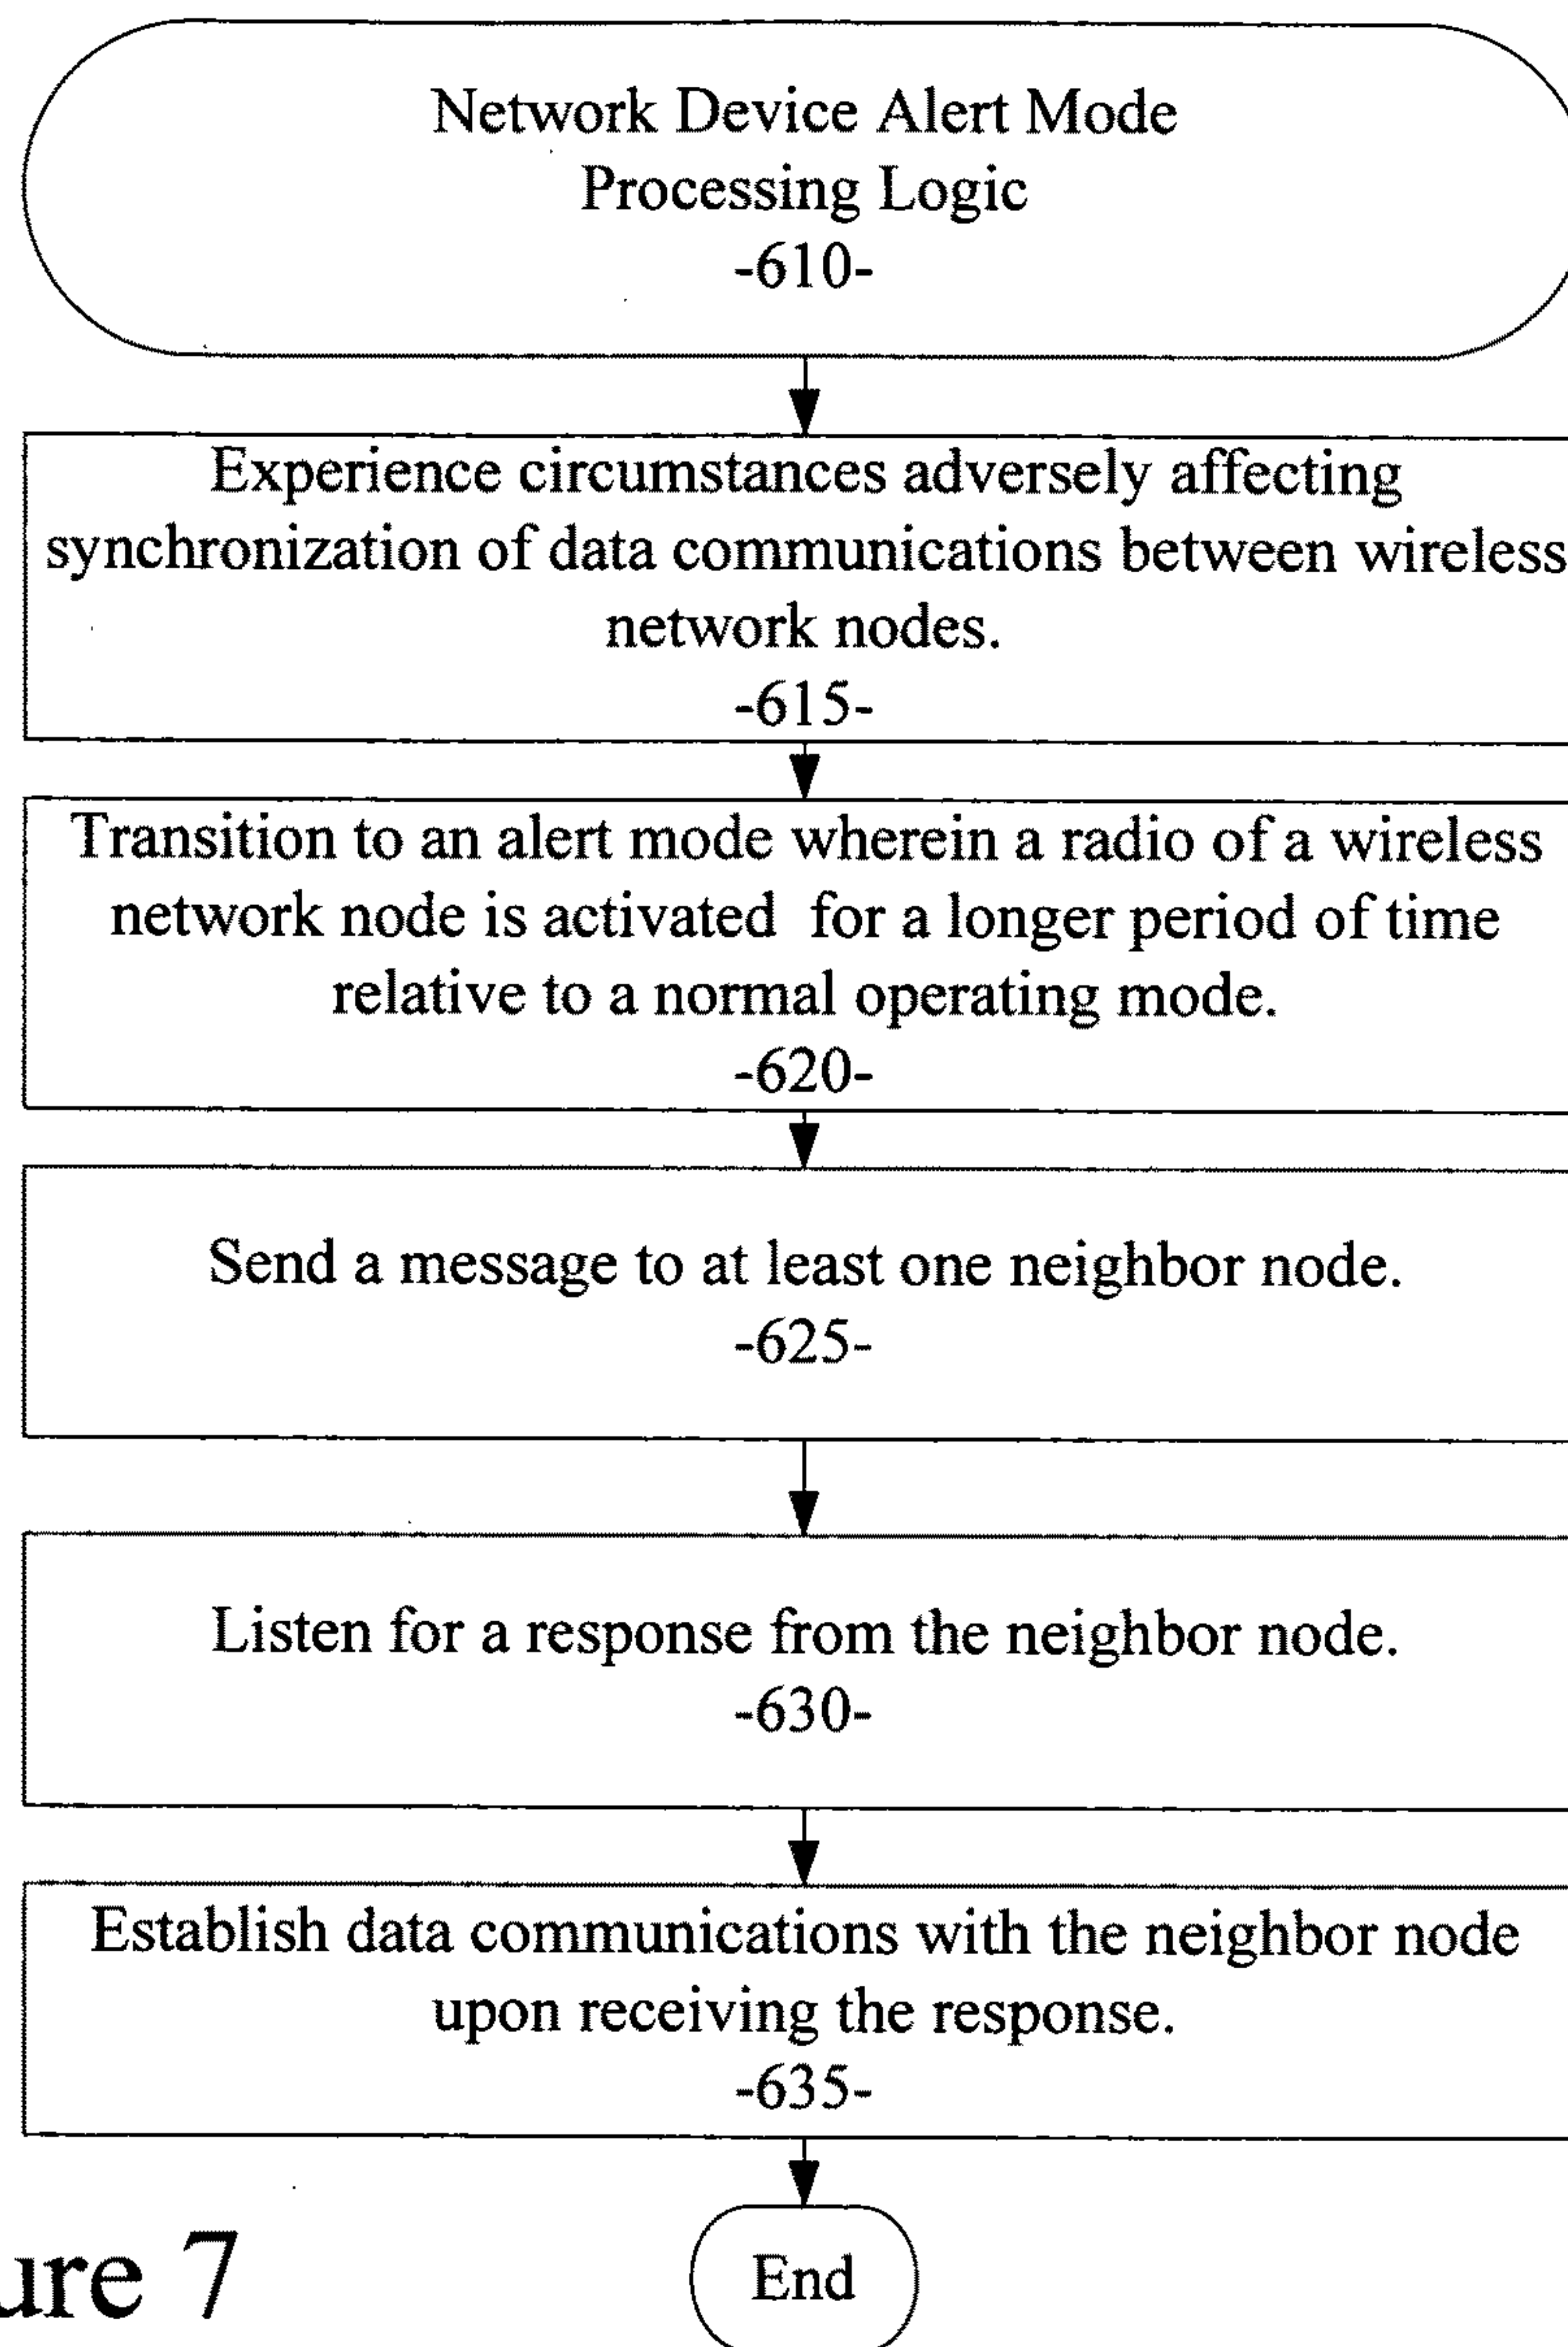 Network Device Alert Mode
Processing Logic
-610-
Experience circumstances adversely affecting
synchronization of data communications between wireless
network nodes.
-615-
Transition to an alert mode wherein a radio of a wireless
network node is activated for a longer period of time
relative to a normal operating mode.
-620-
Send a message to at least one neighbor node.
-625-
Listen for a response from the neighbor node.
-630-
Establish data communications with the neighbor node
upon receiving the response.
-635-
End
ure 7